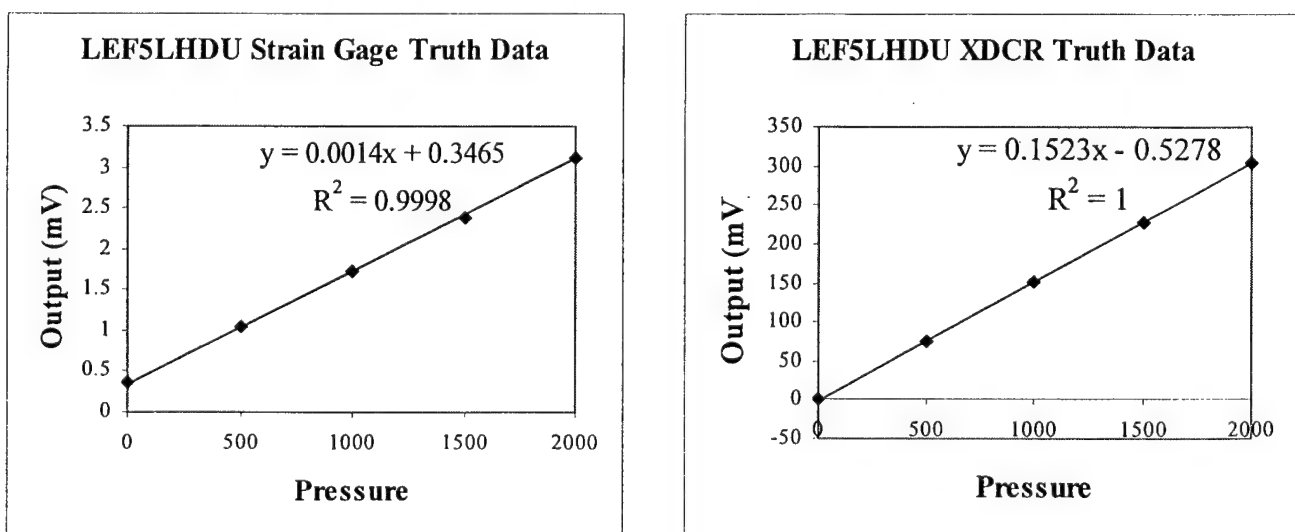 LEF5LHDU Strain Gage Truth Data
3.5
3
2.5
2
1.5
1
0.5
0
Output (mV)
y = 0.0014x + 0.3465
R² = 0.9998
0 500 1000 1500 2000
Pressure
LEF5LHDU XDCR Truth Data
350
300
250
200
150
100
50
0
-50
Output (mV
y = 0.1523x - 0.5278
R² = 1
0 500 1000 1500 2000
Pressure